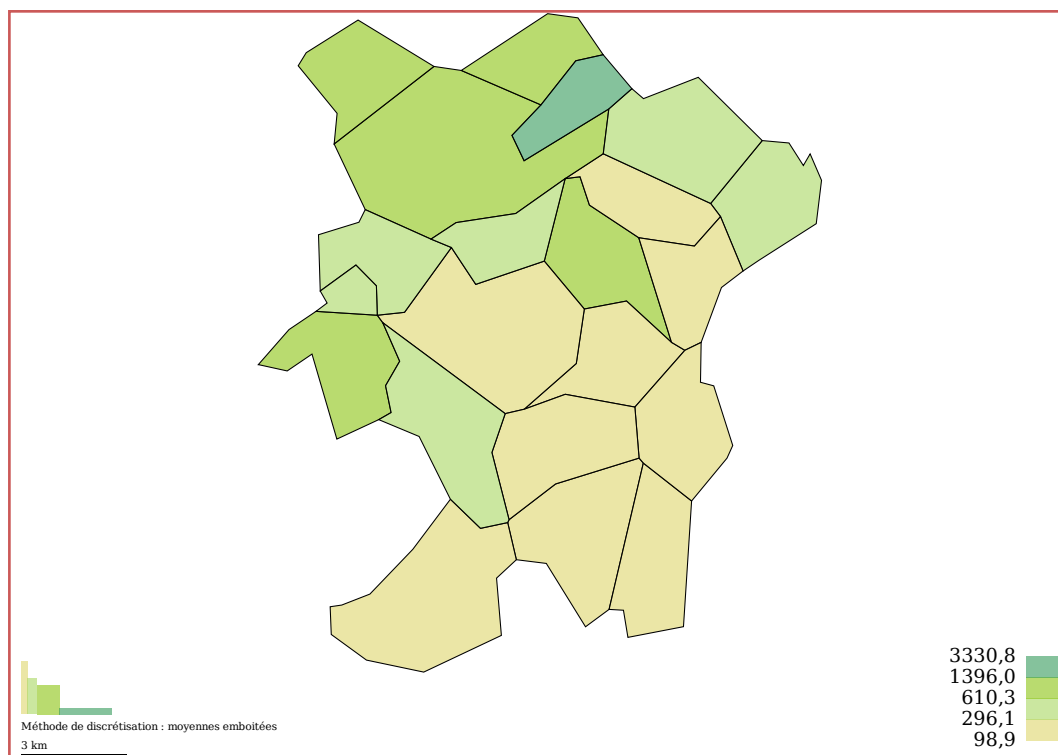 3330,8
1396,0
610,3
296,1
98,9
Méthode de discrétisation : moyennes emboitées
3 km